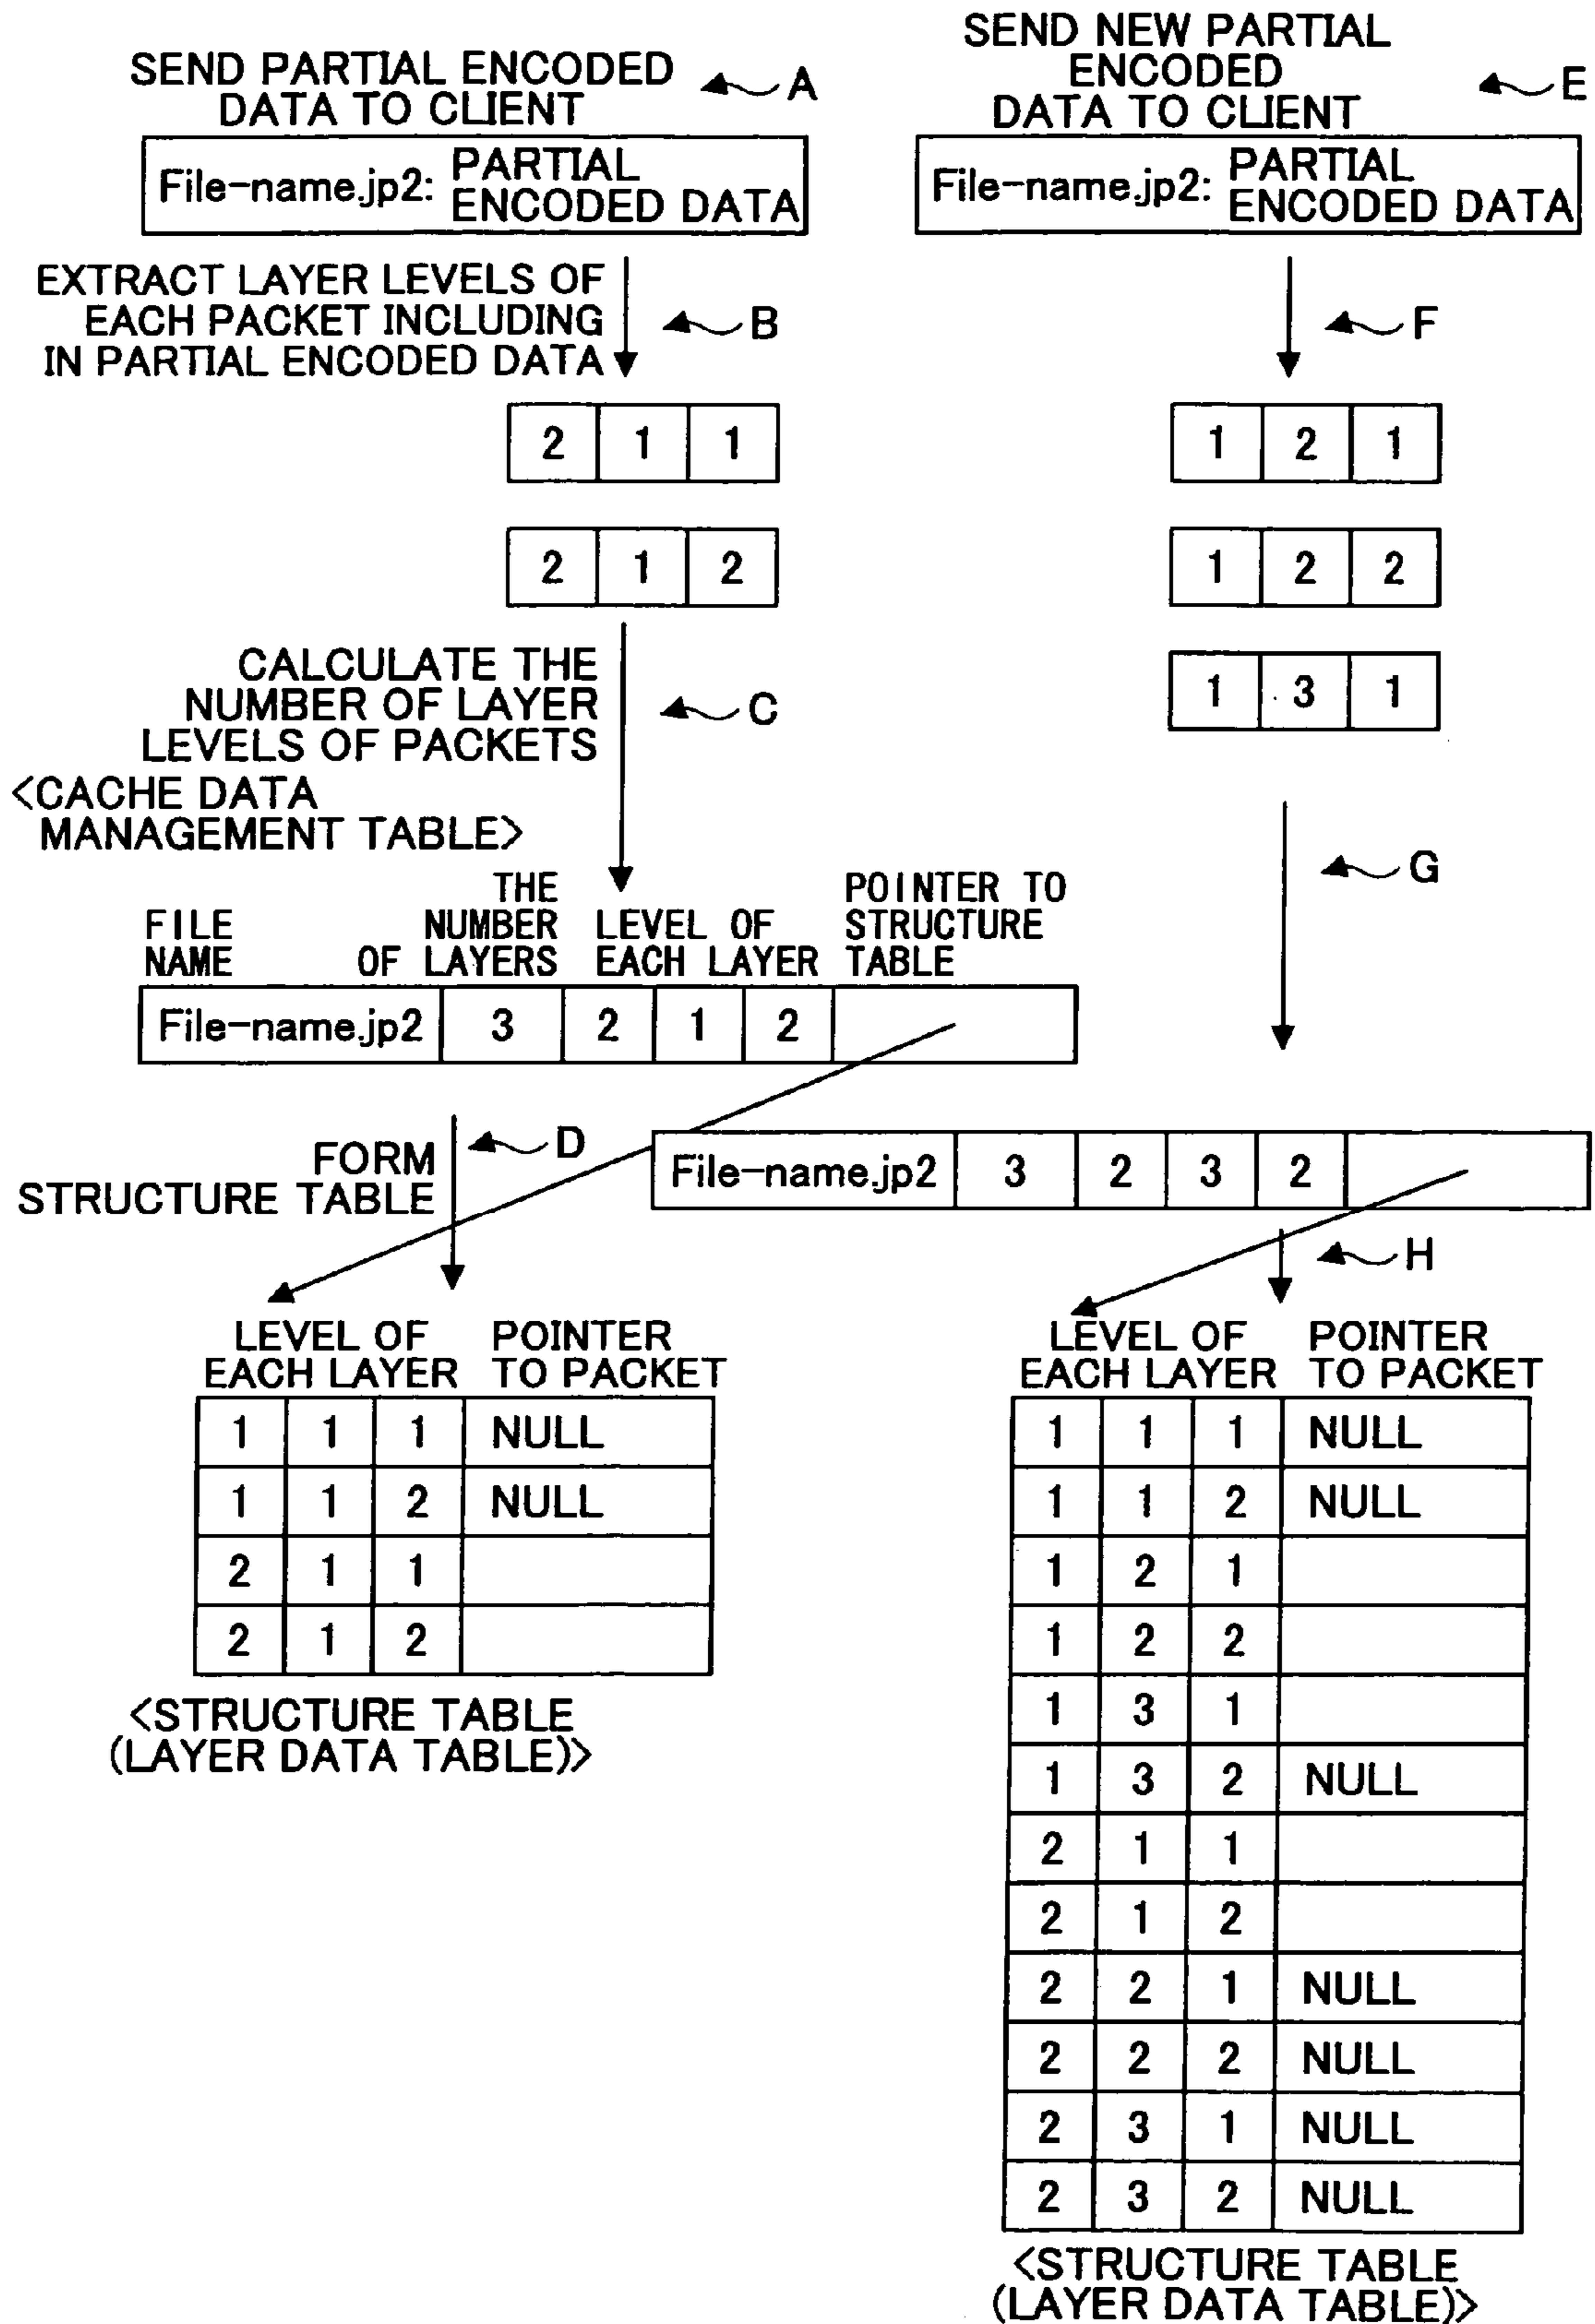 SEND PARTIAL ENCODED
DATA TO CLIENT
A
File-name.jp2: PARTIAL
ENCODED DATA
EXTRACT LAYER LEVELS OF
EACH PACKET INCLUDING
IN PARTIAL ENCODED DATA
B
2 1 1
2 1 2
CALCULATE THE
NUMBER OF LAYER
LEVELS OF PACKETS
C
<CACHE DATA
MANAGEMENT TABLE>
FILE
NAME
THE
NUMBER
OF LAYERS
LEVEL OF
EACH LAYER
POINTER TO
STRUCTURE
TABLE
File-name.jp2 3 2 1 2
FORM
STRUCTURE TABLE
D
LEVEL OF
EACH LAYER
POINTER
TO PACKET
1 1 1 NULL
1 1 2 NULL
2 1 1
2 1 2
<STRUCTURE TABLE
(LAYER DATA TABLE)>
SEND NEW PARTIAL
ENCODED
DATA TO CLIENT
E
File-name.jp2: PARTIAL
ENCODED DATA
F
1 2 1
1 2 2
1 3 1
G
File-name.jp2 3 2 3 2
H
LEVEL OF
EACH LAYER
POINTER
TO PACKET
1 1 1 NULL
1 1 2 NULL
1 2 1
1 2 2
1 3 1
1 3 2 NULL
2 1 1
2 1 2
2 2 1 NULL
2 2 2 NULL
2 3 1 NULL
2 3 2 NULL
<STRUCTURE TABLE
(LAYER DATA TABLE)>